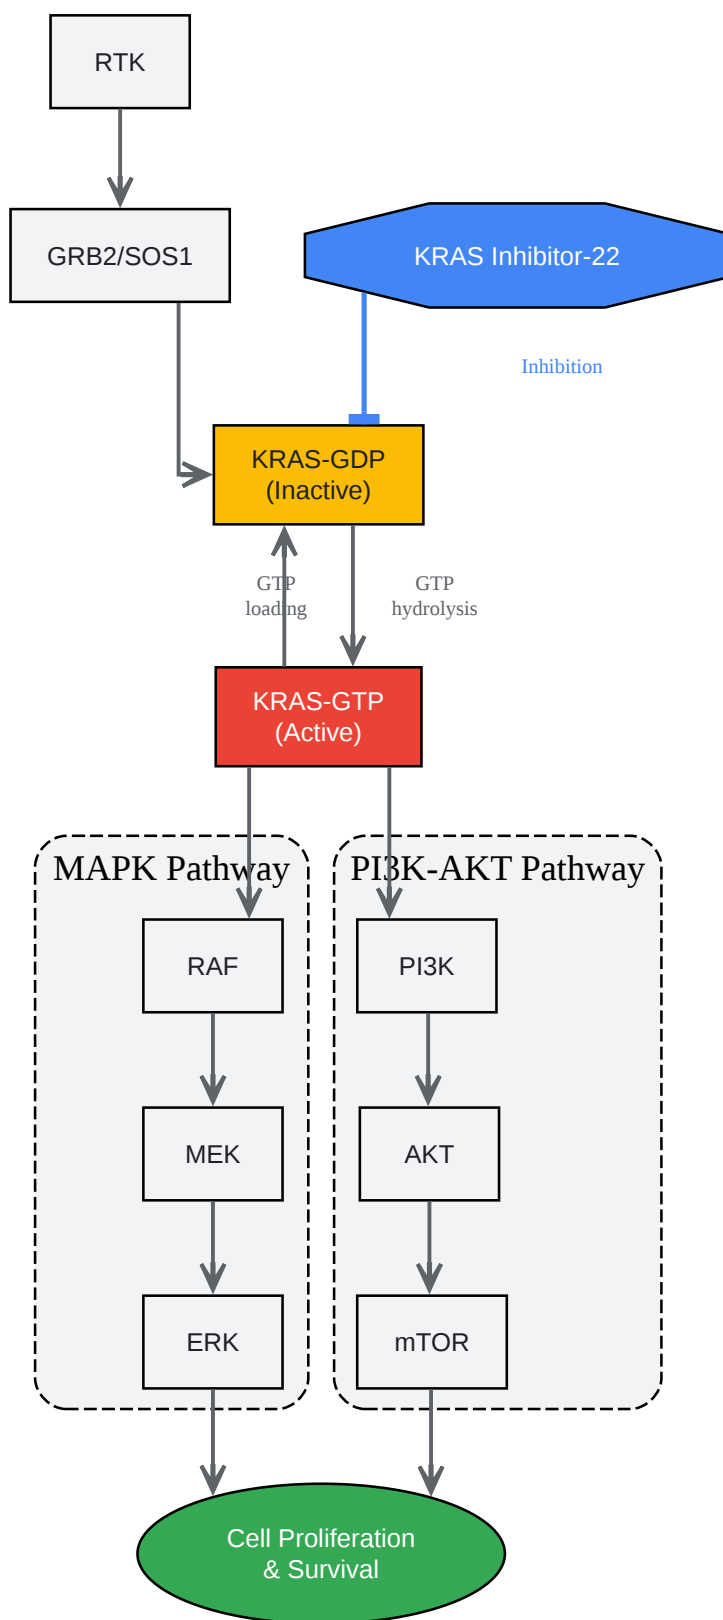 RTK
GRB2/SOS1
KRAS Inhibitor-22
Inhibition
KRAS-GDP
(Inactive)
GTP
loading
GTP
hydrolysis
KRAS-GTP
(Active)
MAPK Pathway
PI3K-AKT Pathway
RAF
PI3K
MEK
AKT
ERK
mTOR
Cell Proliferation
& Survival